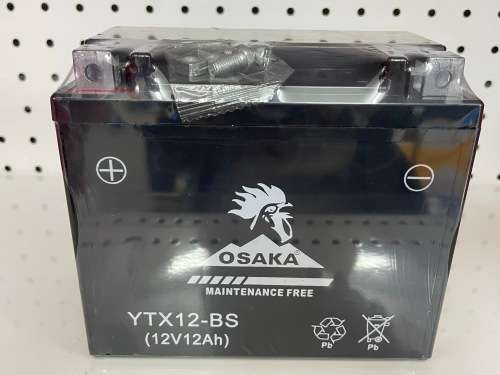 OSAKA
MAINTENANCE FREE
YTX12-BS
(12V12Ah)
Pb
Pb